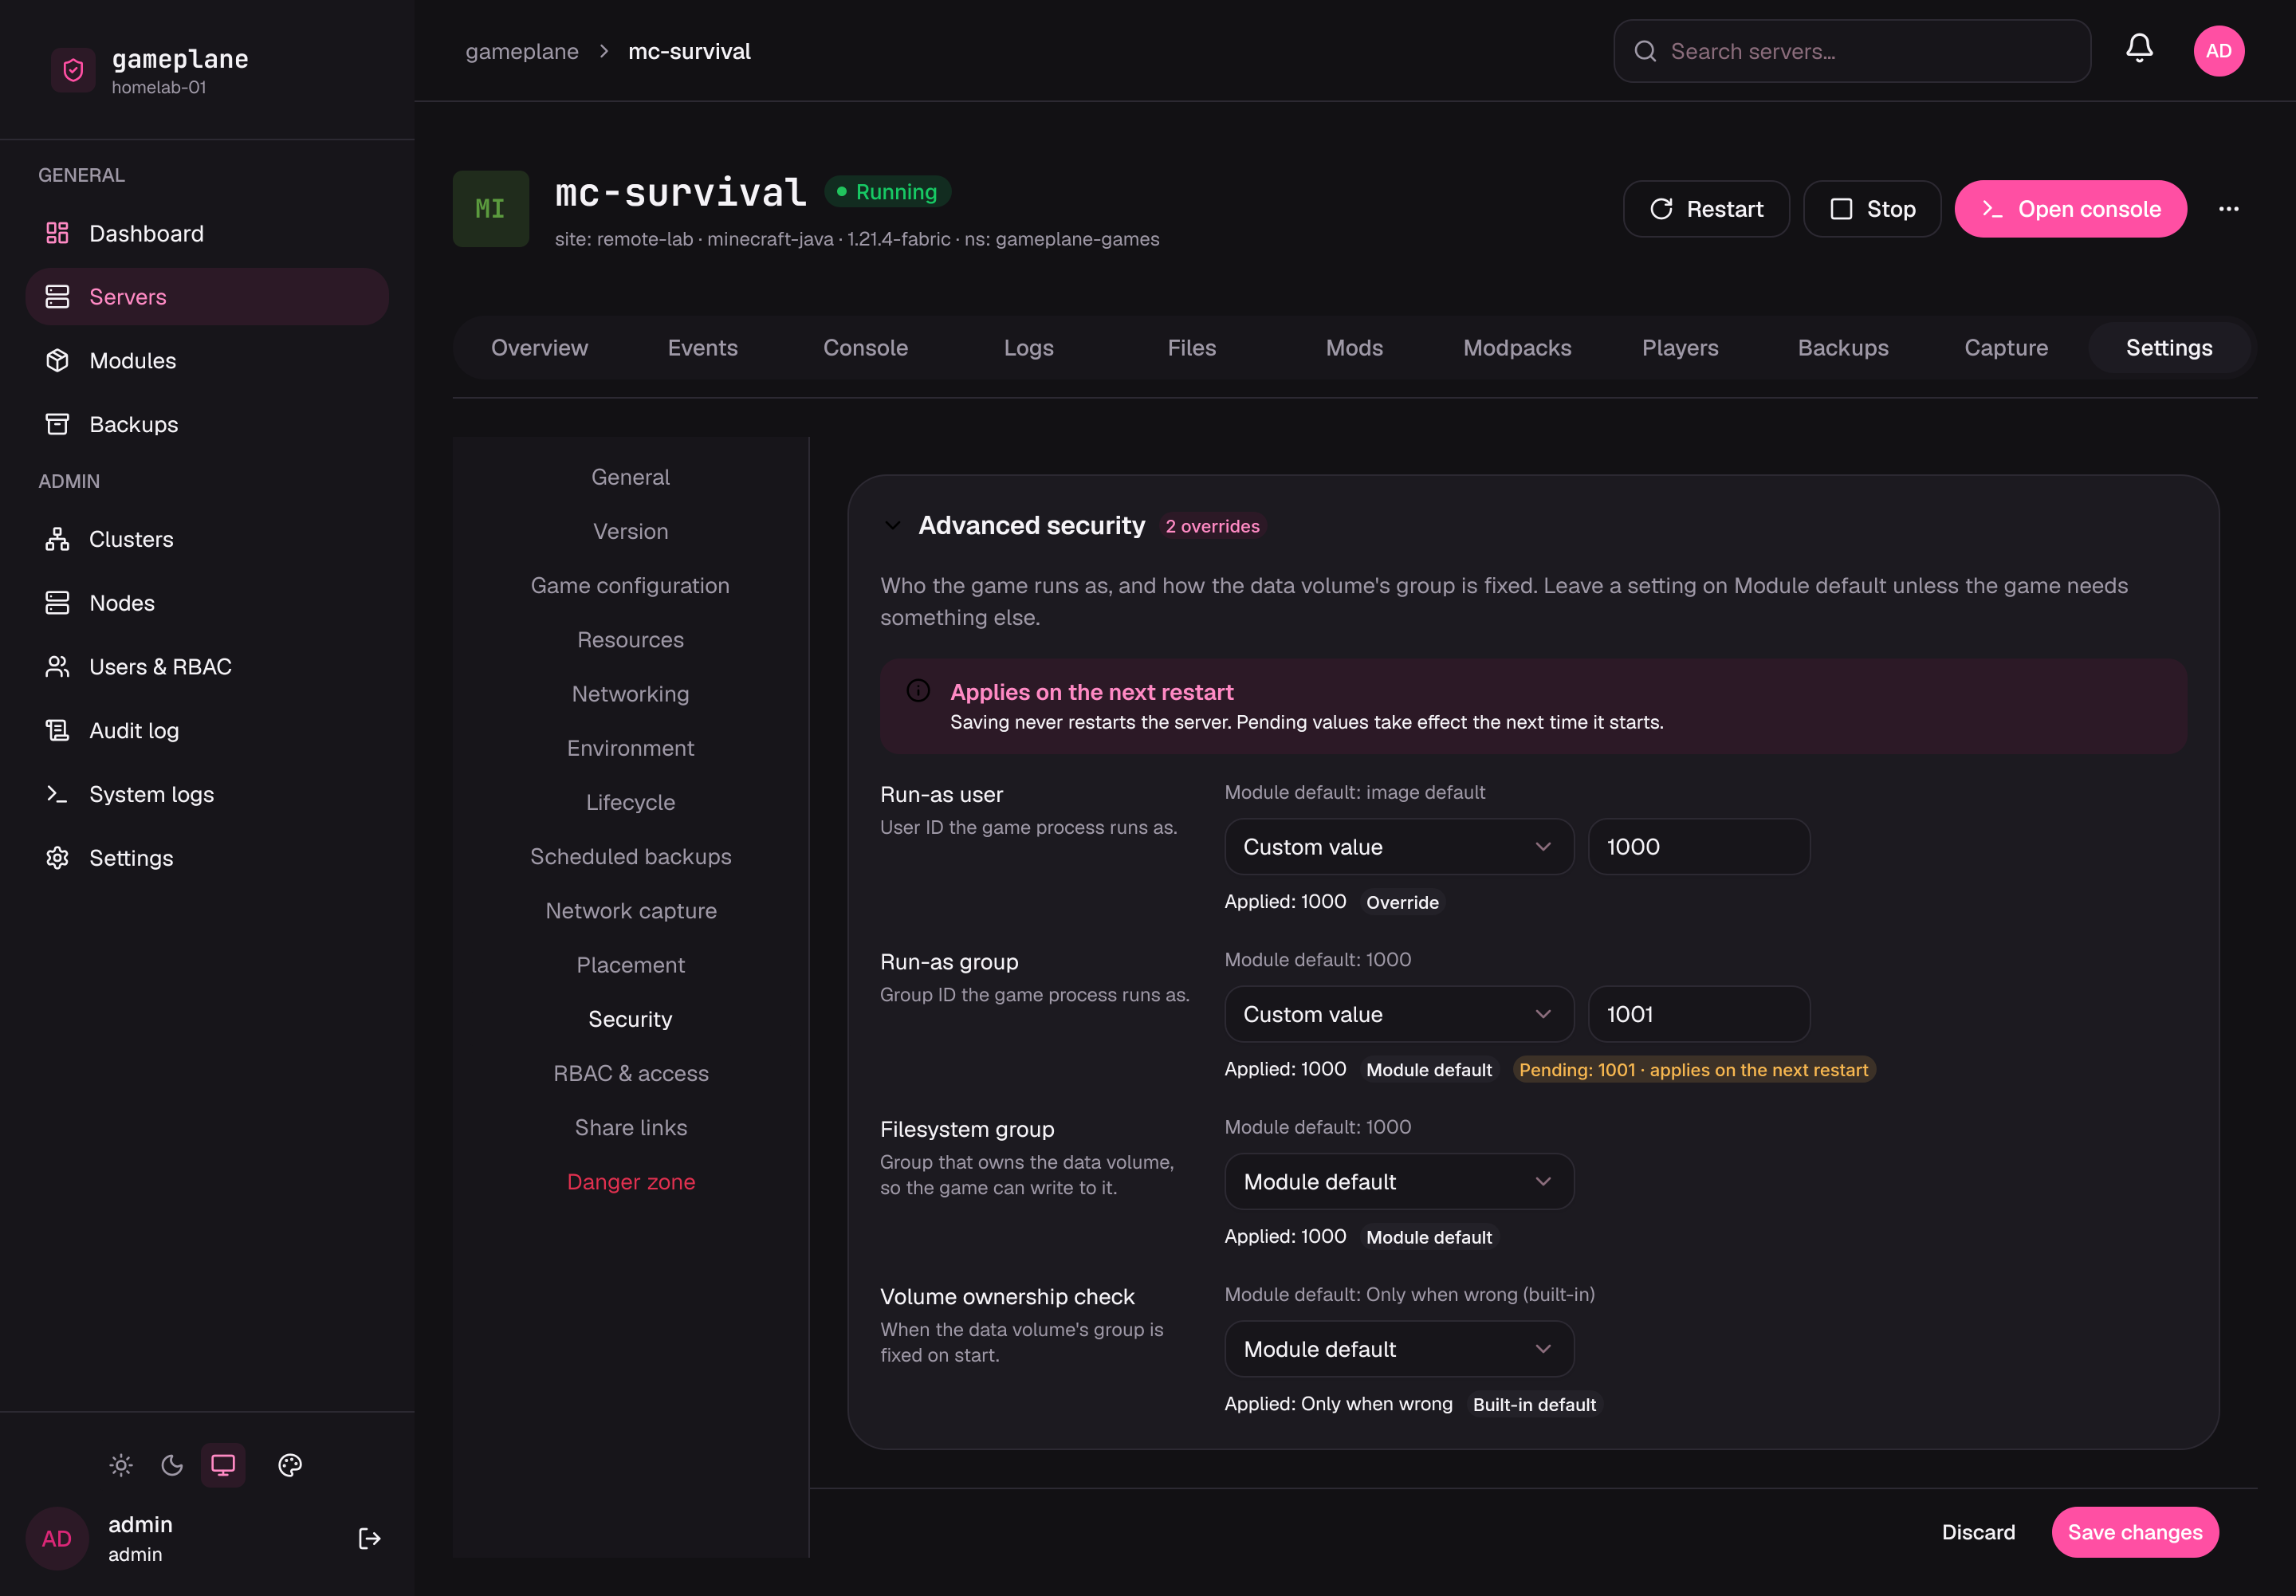 gameplane
homelab-01
GENERAL
Dashboard
Servers
Modules
Backups
ADMIN
Clusters
Nodes
Users & RBAC
Audit log
System logs
Settings
AD
admin
admin
gameplane > mc-survival
Search servers...
AD
MI
mc-survival
Running
site: remote-lab · minecraft-java · 1.21.4-fabric · ns: gameplane-games
Restart
Stop
Open console
Overview
Events
Console
Logs
Files
Mods
Modpacks
Players
Backups
Capture
Settings
General
Version
Game configuration
Resources
Networking
Environment
Lifecycle
Scheduled backups
Network capture
Placement
Security
RBAC & access
Share links
Danger zone
Advanced security 2 overrides
Who the game runs as, and how the data volume's group is fixed. Leave a setting on Module default unless the game needs
something else.
Applies on the next restart
Saving never restarts the server. Pending values take effect the next time it starts.
Run-as user
User ID the game process runs as.
Module default: image default
Custom value
1000
Applied: 1000 Override
Run-as group
Group ID the game process runs as.
Module default: 1000
Custom value
1001
Applied: 1000 Module default Pending: 1001 · applies on the next restart
Filesystem group
Group that owns the data volume,
so the game can write to it.
Module default: 1000
Module default
Applied: 1000 Module default
Volume ownership check
When the data volume's group is
fixed on start.
Module default: Only when wrong (built-in)
Module default
Applied: Only when wrong Built-in default
Discard
Save changes